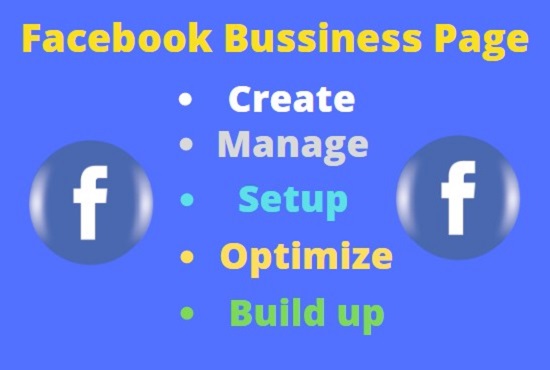 Facebook Bussiness Page
• Create
• Manage
• Setup
• Optimize
• Build up